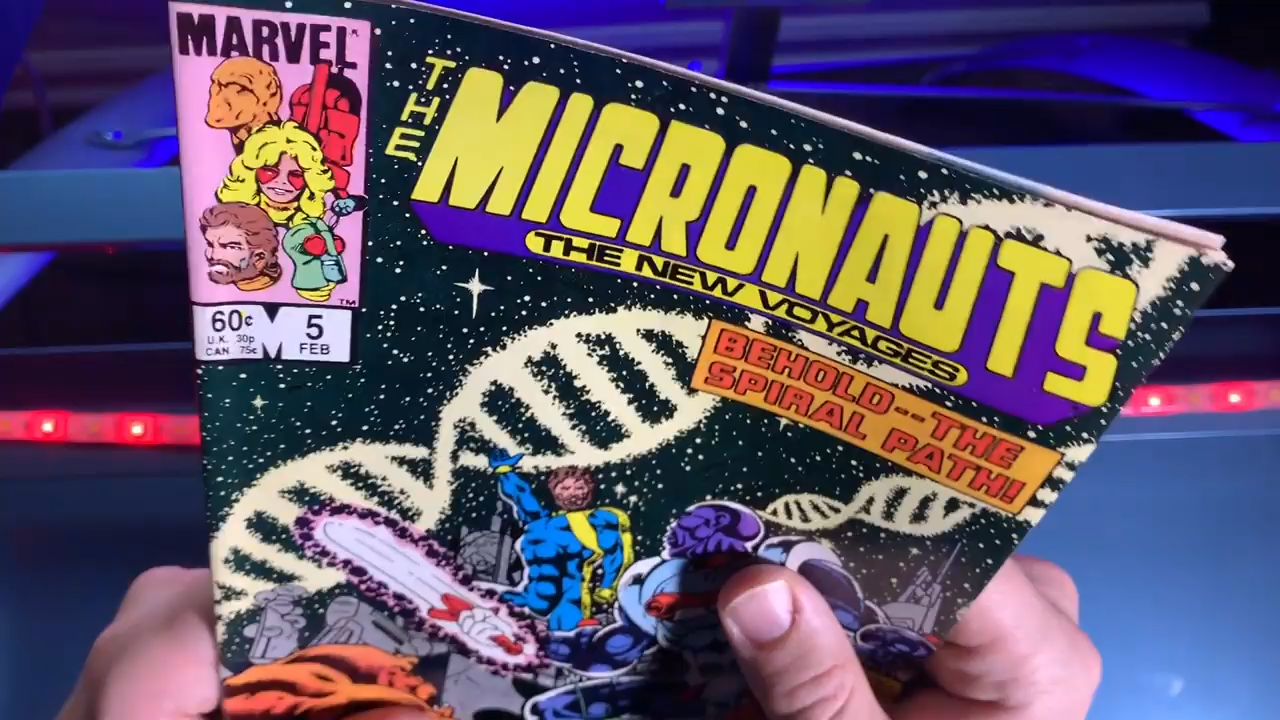 MARVEL
60¢
U.K. 30p
CAN. 75¢
5
FEB
TM
THE
MICRONAUTS
THE NEW VOYAGES
BEHOLD--THE
SPIRAL PATH!